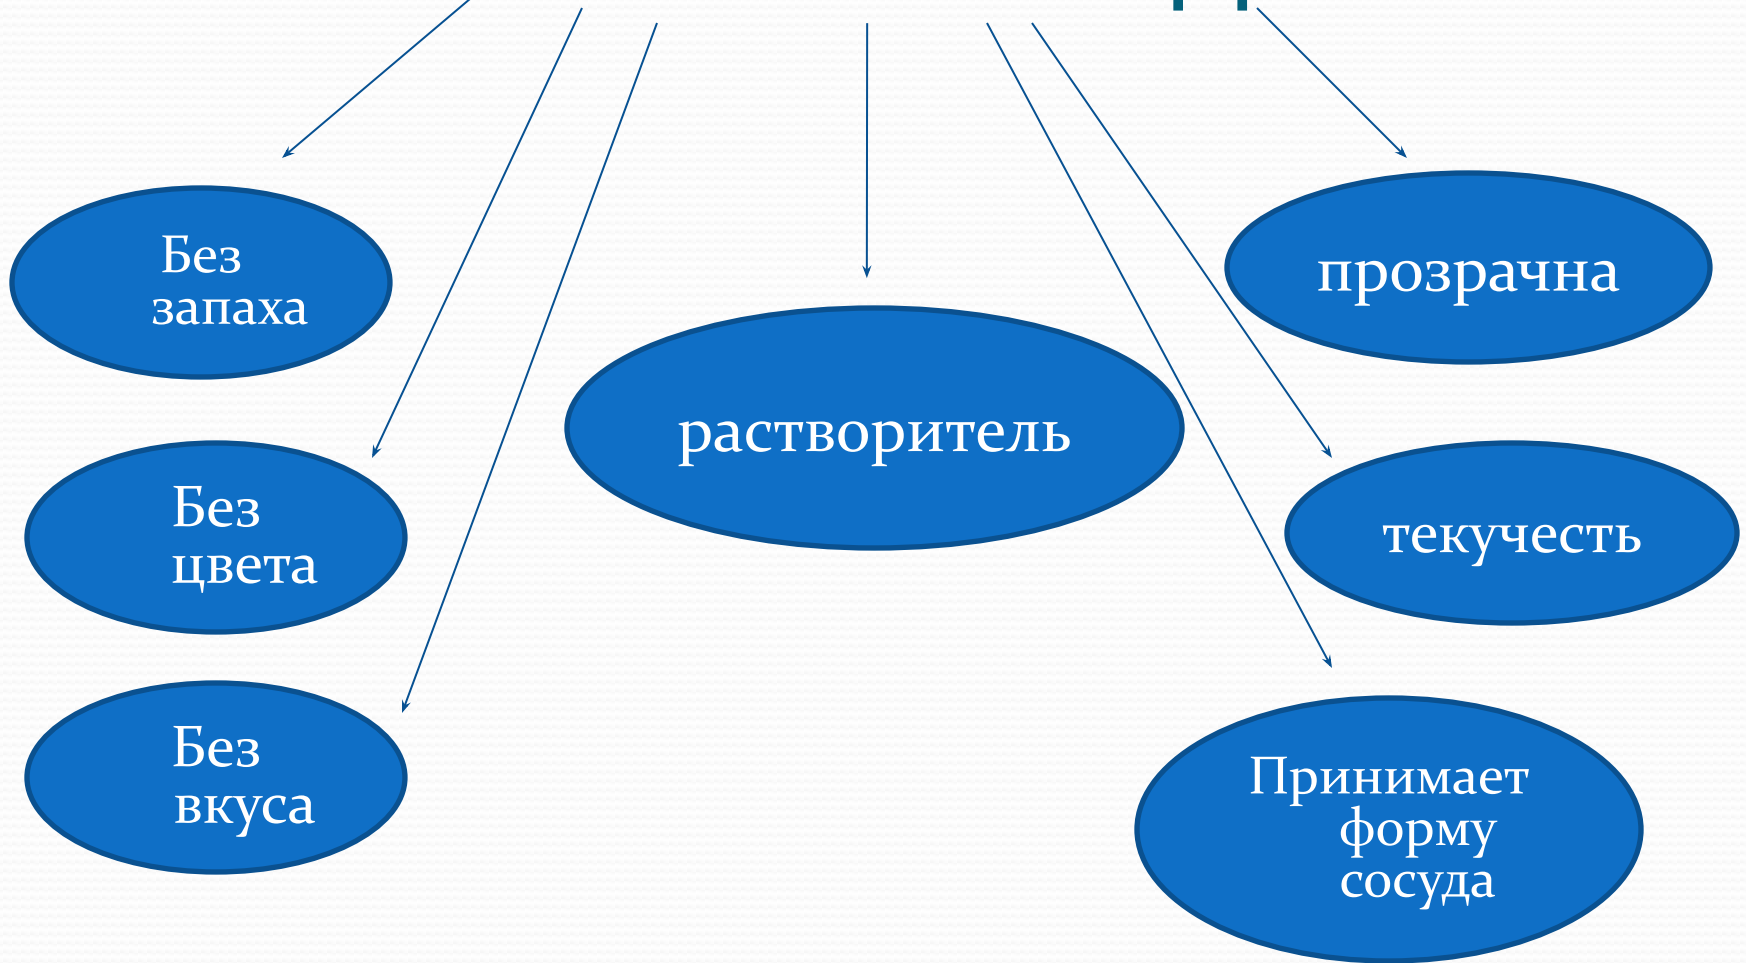 Без
запаха
прозрачна
растворитель
Без
цвета
текучесть
Без
вкуса
Принимает
форму
сосуда